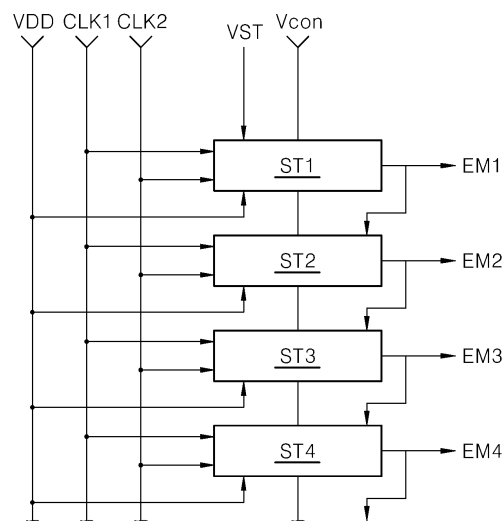 VDD CLK1 CLK2 VST Vcon
ST1 EM1
ST2 EM2
ST3 EM3
ST4 EM4